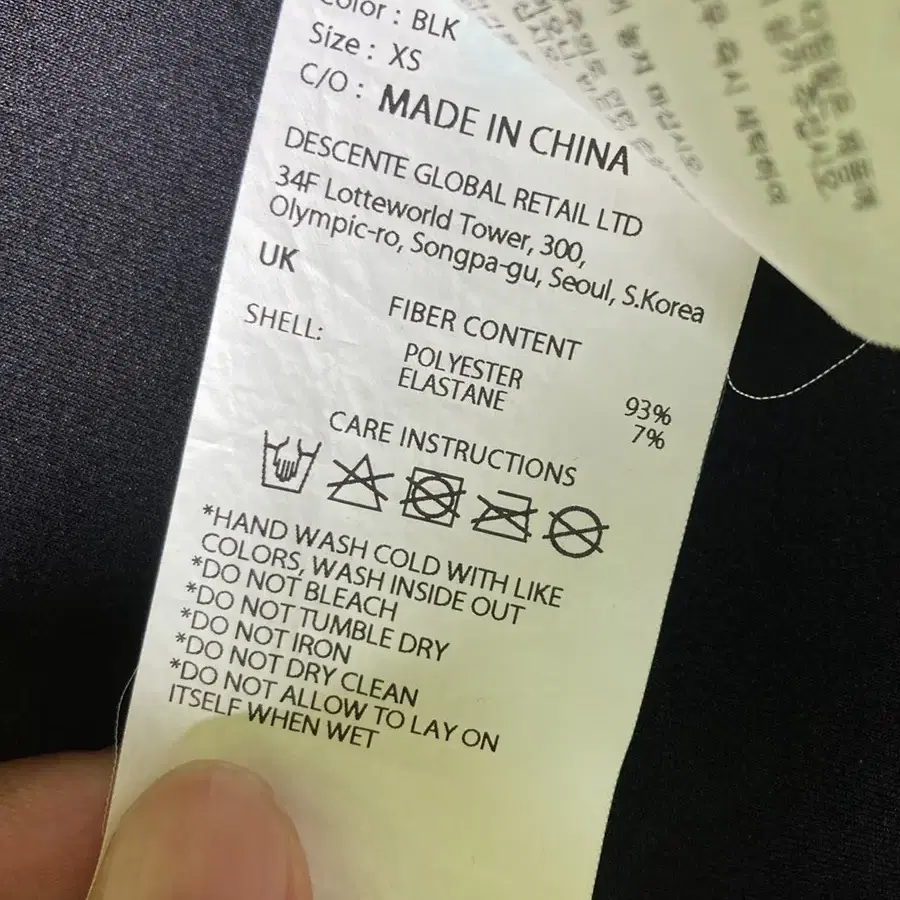 Color : BLK
Size : XS
C/O : MADE IN CHINA
DESCENTE GLOBAL RETAIL LTD
34F Lotteworld Tower, 300,
Olympic-ro, Songpa-gu, Seoul, S.Korea
UK
FIBER CONTENT
SHELL:
POLYESTER 93%
ELASTANE 7%
CARE INSTRUCTIONS
*HAND WASH COLD WITH LIKE
COLORS, WASH INSIDE OUT
*DO NOT BLEACH
*DO NOT TUMBLE DRY
*DO NOT IRON
*DO NOT DRY CLEAN
*DO NOT ALLOW TO LAY ON
ITSELF WHEN WET